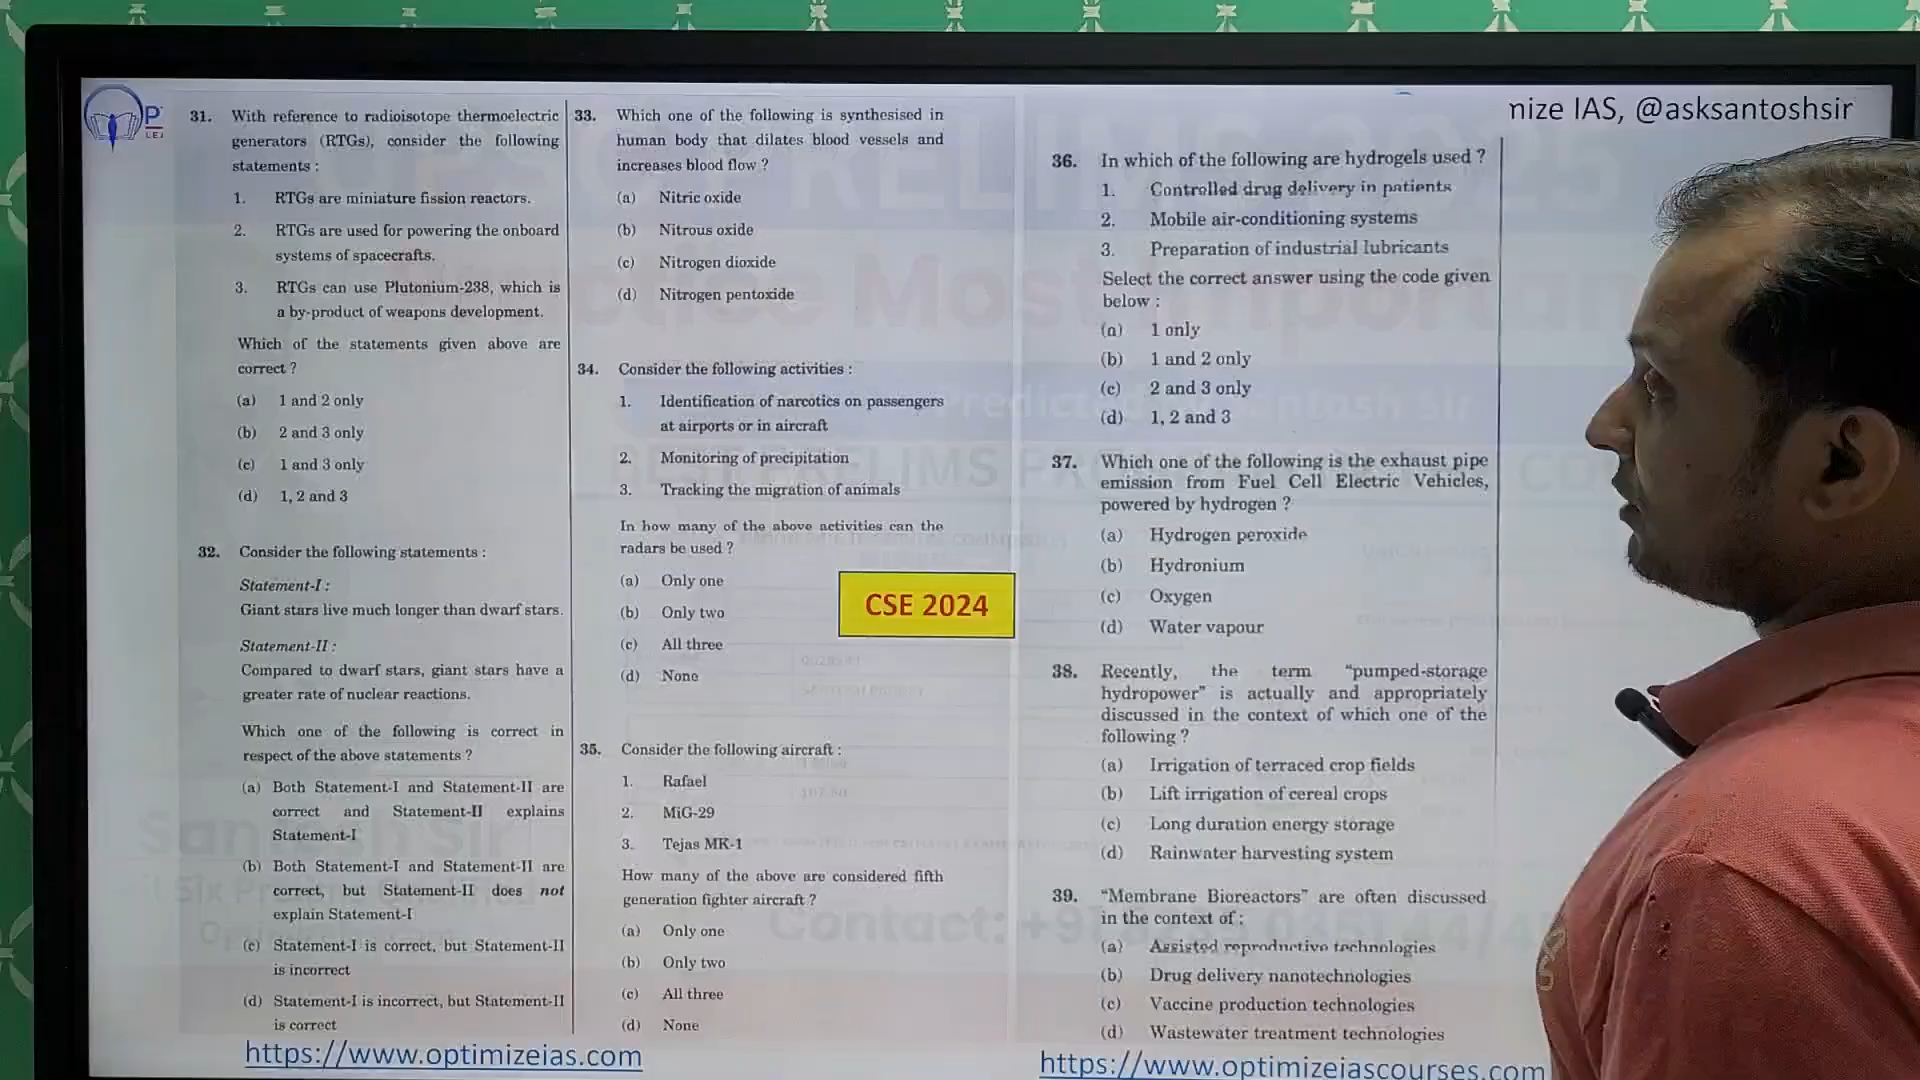 nize IAS, @asksantoshsir
31. With reference to radioisotope thermoelectric
generators (RTGs), consider the following
statements :
1. RTGs are miniature fission reactors.
2. RTGs are used for powering the onboard
systems of spacecrafts.
3. RTGs can use Plutonium-238, which is
a by-product of weapons development.
Which of the statements given above are
correct ?
(a) 1 and 2 only
(b) 2 and 3 only
(c) 1 and 3 only
(d) 1, 2 and 3
32. Consider the following statements :
Statement-I :
Giant stars live much longer than dwarf stars.
Statement-II :
Compared to dwarf stars, giant stars have a
greater rate of nuclear reactions.
Which one of the following is correct in
respect of the above statements ?
(a) Both Statement-I and Statement-II are
correct and Statement-II explains
Statement-I
(b) Both Statement-I and Statement-II are
correct, but Statement-II does not
explain Statement-I
(c) Statement-I is correct, but Statement-II
is incorrect
(d) Statement-I is incorrect, but Statement-II
is correct
33. Which one of the following is synthesised in
human body that dilates blood vessels and
increases blood flow ?
(a) Nitric oxide
(b) Nitrous oxide
(c) Nitrogen dioxide
(d) Nitrogen pentoxide
34. Consider the following activities :
1. Identification of narcotics on passengers
at airports or in aircraft
2. Monitoring of precipitation
3. Tracking the migration of animals
In how many of the above activities can the
radars be used ?
(a) Only one
(b) Only two
(c) All three
(d) None
CSE 2024
35. Consider the following aircraft :
1. Rafael
2. MiG-29
3. Tejas MK-1
How many of the above are considered fifth
generation fighter aircraft ?
(a) Only one
(b) Only two
(c) All three
(d) None
36. In which of the following are hydrogels used ?
1. Controlled drug delivery in patients
2. Mobile air-conditioning systems
3. Preparation of industrial lubricants
Select the correct answer using the code given
below :
(a) 1 only
(b) 1 and 2 only
(c) 2 and 3 only
(d) 1, 2 and 3
37. Which one of the following is the exhaust pipe
emission from Fuel Cell Electric Vehicles,
powered by hydrogen ?
(a) Hydrogen peroxide
(b) Hydronium
(c) Oxygen
(d) Water vapour
38. Recently, the term "pumped-storage
hydropower" is actually and appropriately
discussed in the context of which one of the
following ?
(a) Irrigation of terraced crop fields
(b) Lift irrigation of cereal crops
(c) Long duration energy storage
(d) Rainwater harvesting system
39. "Membrane Bioreactors" are often discussed
in the context of :
(a) Assisted reproductive technologies
(b) Drug delivery nanotechnologies
(c) Vaccine production technologies
(d) Wastewater treatment technologies
https://www.optimizeias.com
https://www.optimizeiascourses.com